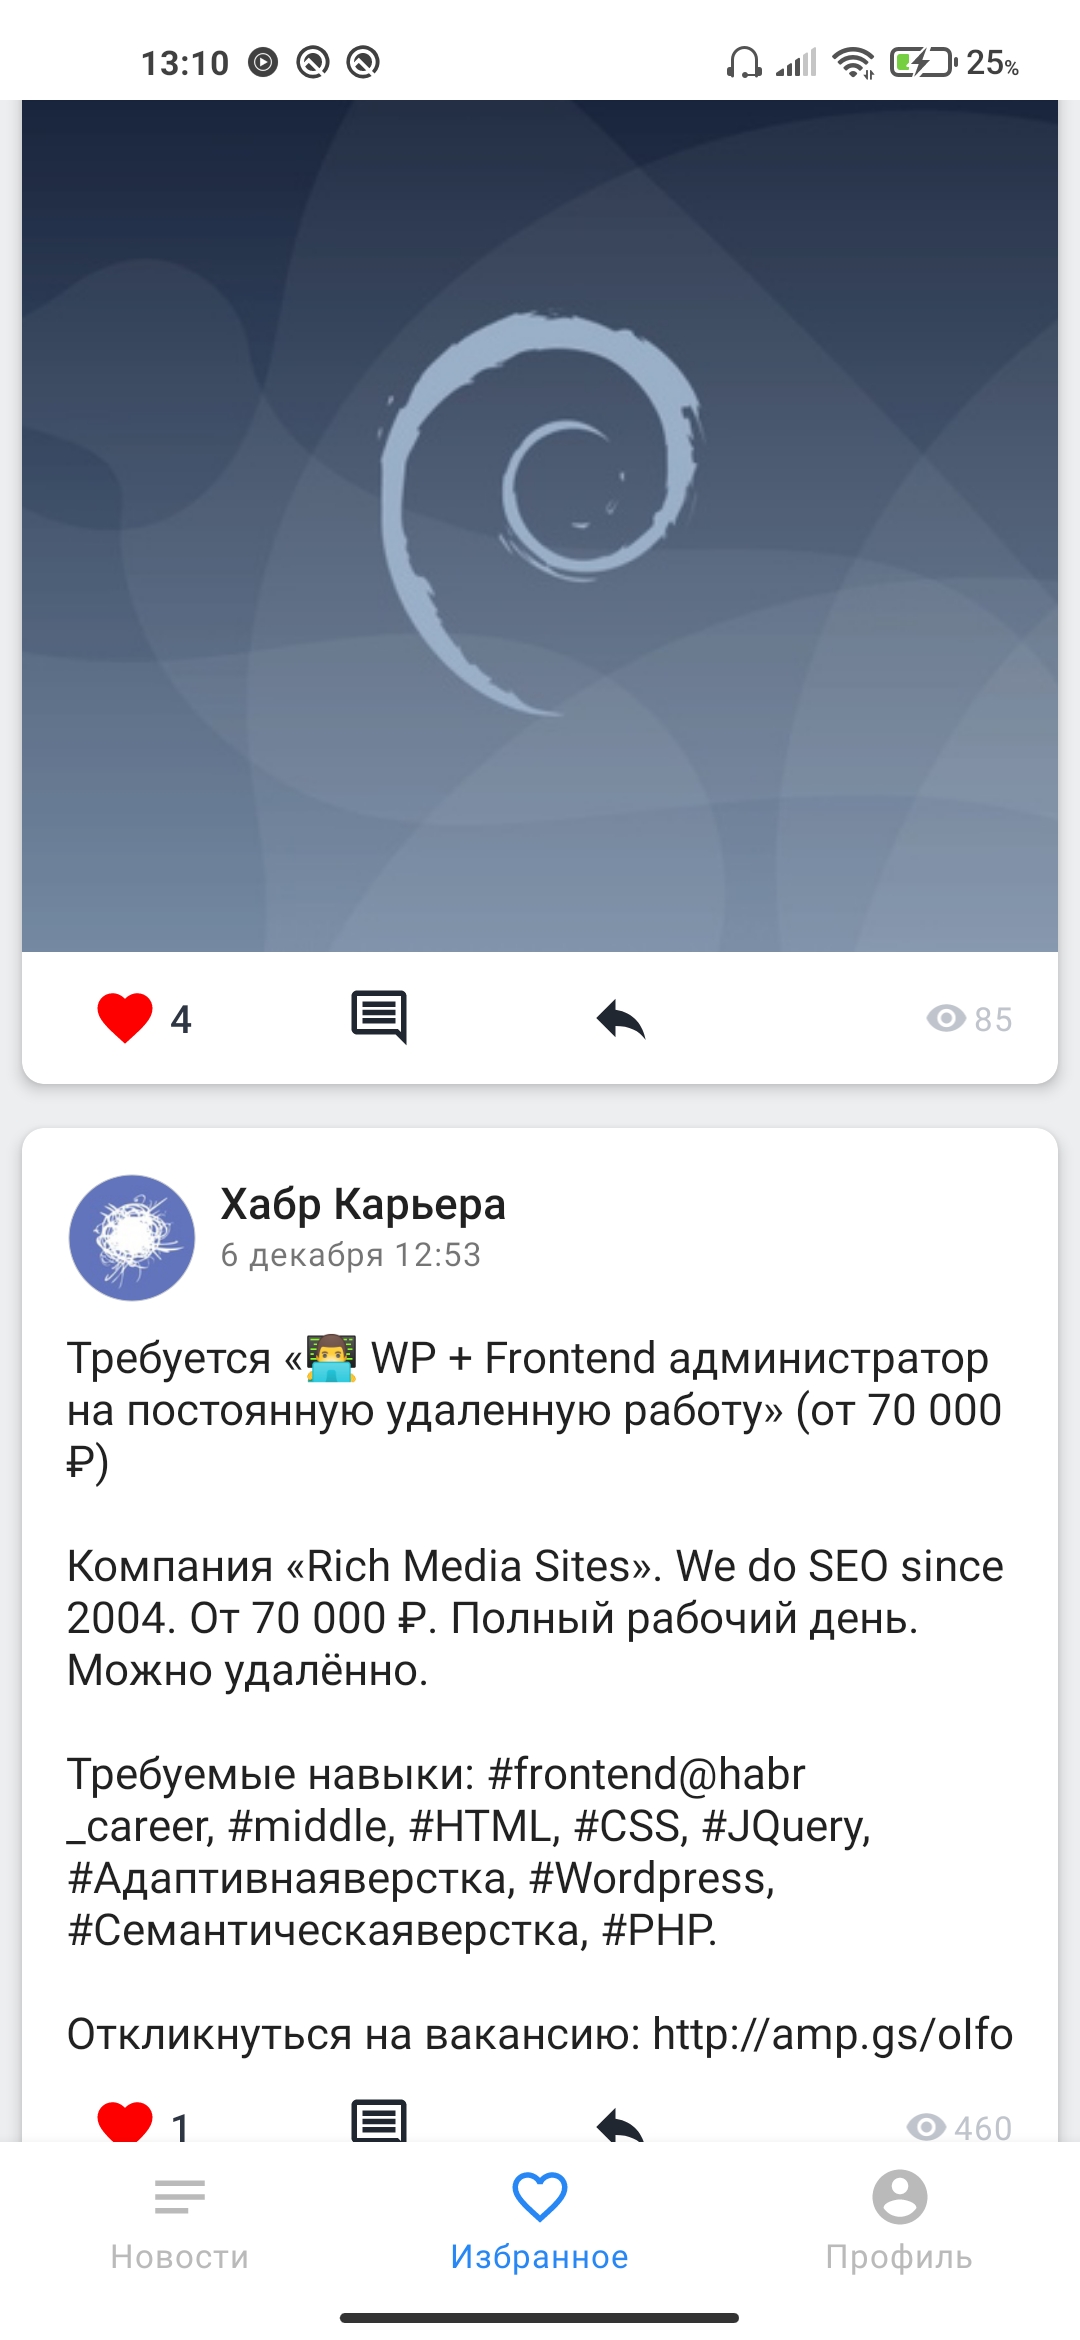 13:10
25%
4
85
Хабр Карьера
6 декабря 12:53
Требуется «👨‍💻 WP + Frontend администратор
на постоянную удаленную работу» (от 70 000
₽)
Компания «Rich Media Sites». We do SEO since
2004. От 70 000 ₽. Полный рабочий день.
Можно удалённо.
Требуемые навыки: #frontend@habr
_career, #middle, #HTML, #CSS, #JQuery,
#Адаптивнаяверстка, #Wordpress,
#Семантическаяверстка, #PHP.
Откликнуться на вакансию: http://amp.gs/oIfo
1
460
Новости
Избранное
Профиль